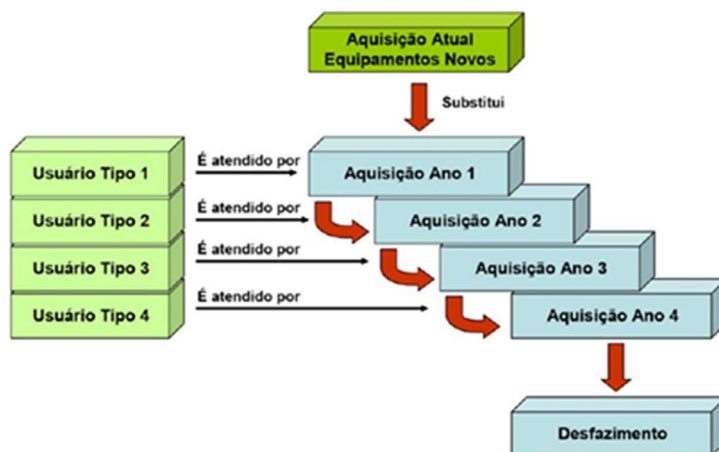 Aquisição Atual
Equipamentos Novos
Substitui
Usuário Tipo 1
É atendido por
Aquisição Ano 1
Usuário Tipo 2
É atendido por
Aquisição Ano 2
Usuário Tipo 3
É atendido por
Aquisição Ano 3
Usuário Tipo 4
É atendido por
Aquisição Ano 4
Desfazimento